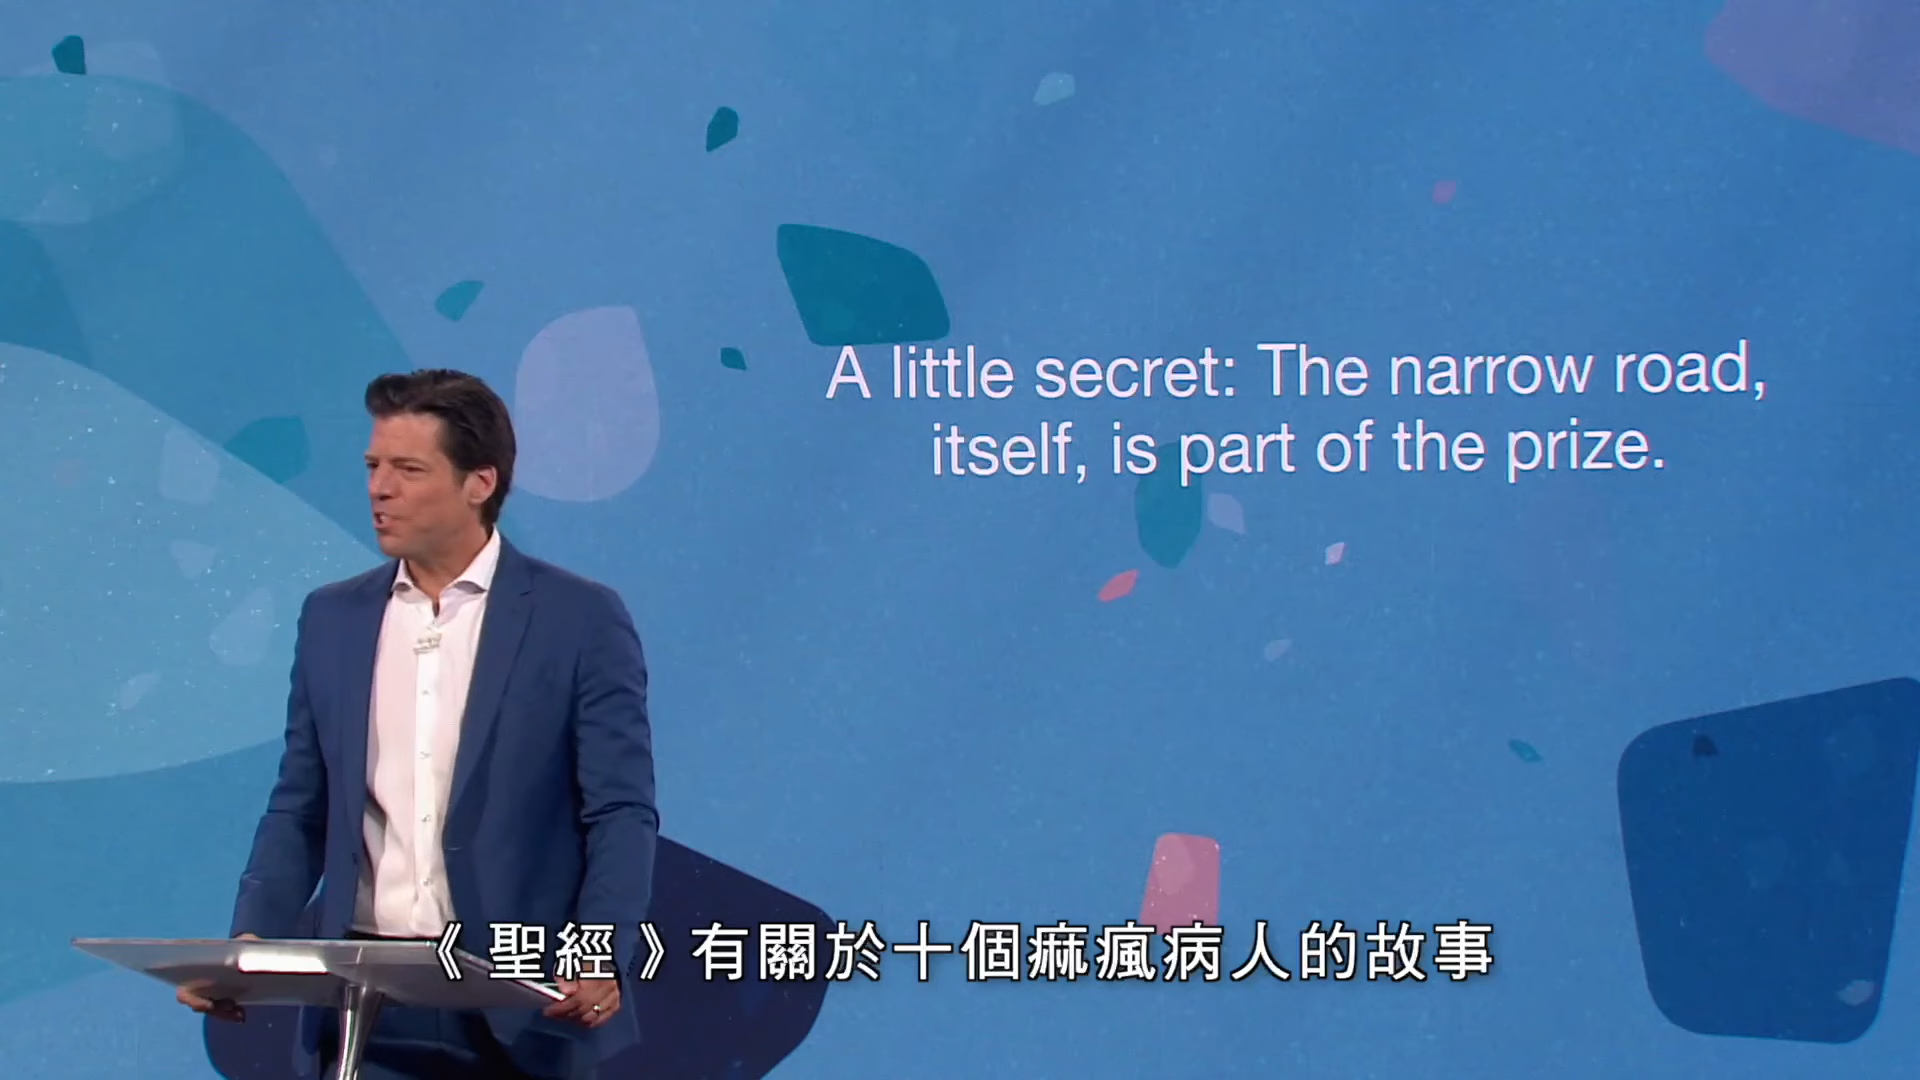 A little secret: The narrow road,
itself, is part of the prize.
《聖經》有關於十個痲瘋病人的故事